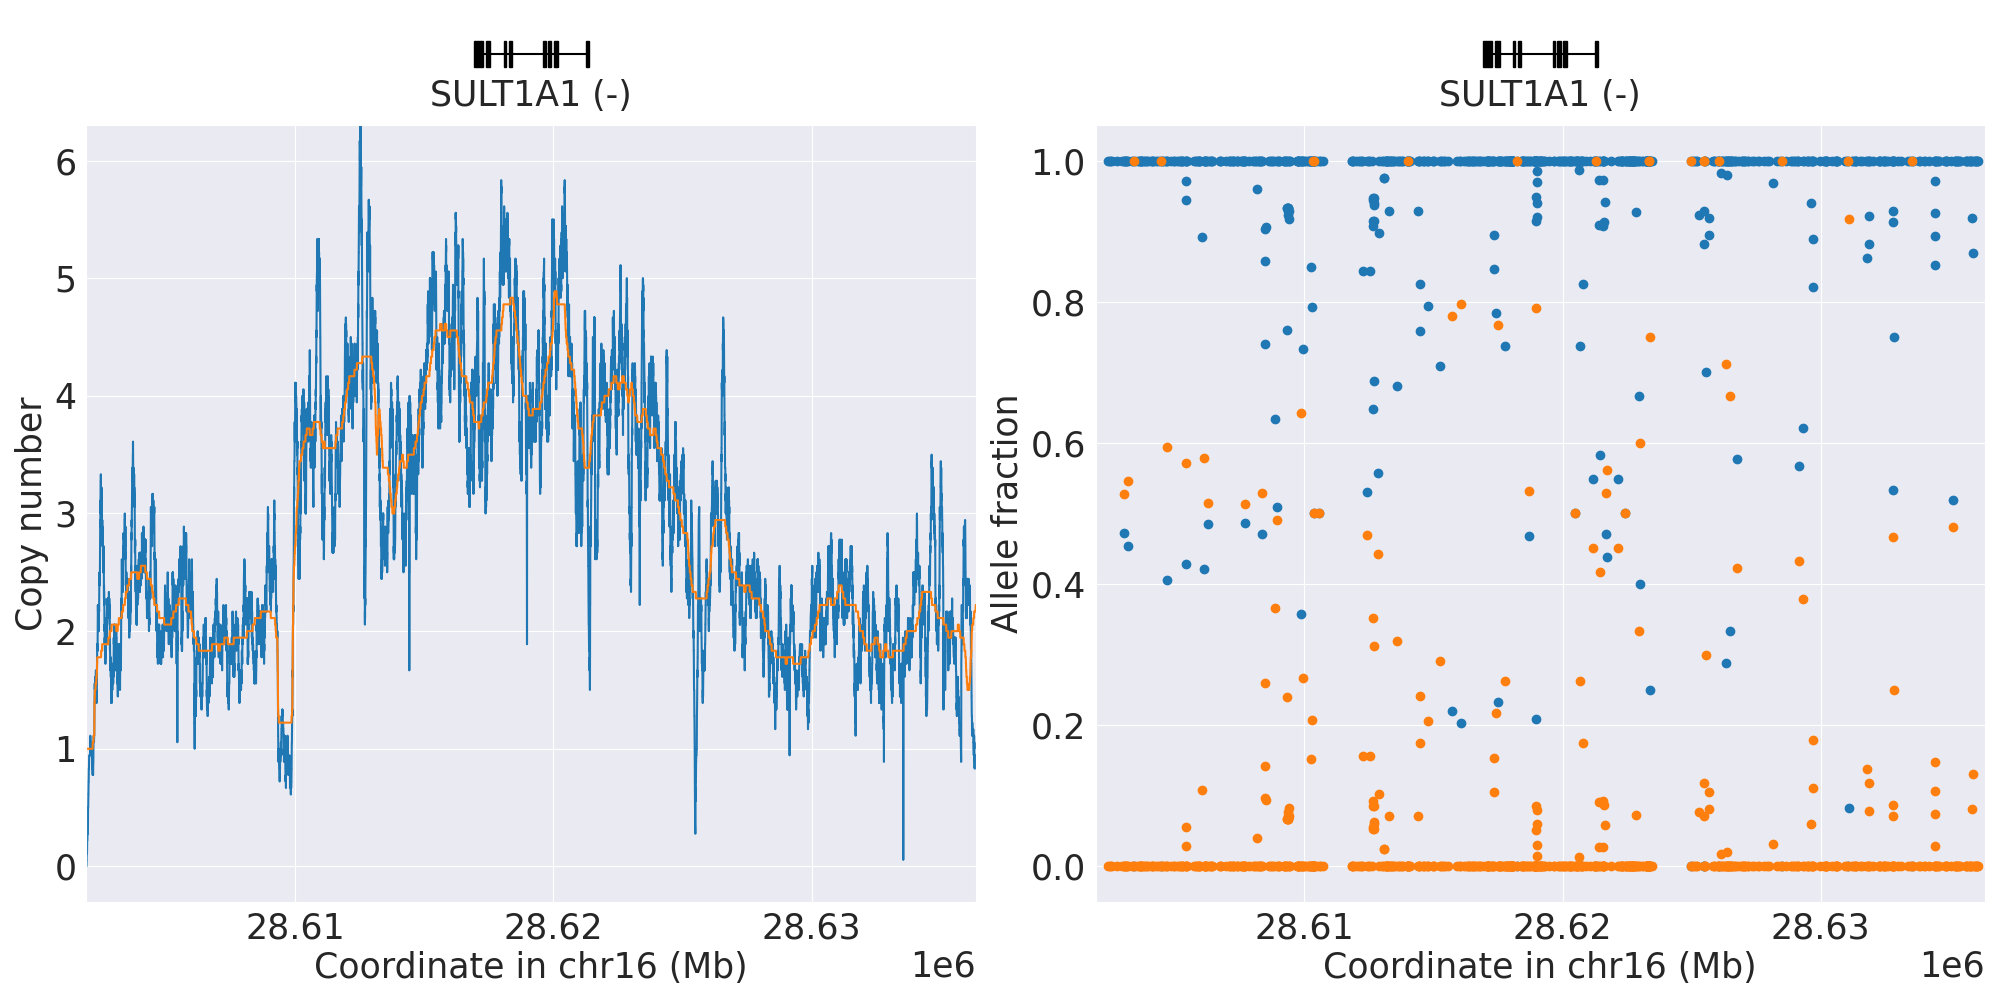 SULT1A1 (-)
Copy number
6
5
4
3
2
1
0
28.61
28.62
28.63
Coordinate in chr16 (Mb)
1e6
SULT1A1 (-)
Allele fraction
1.0
0.8
0.6
0.4
0.2
0.0
28.61
28.62
28.63
Coordinate in chr16 (Mb)
1e6